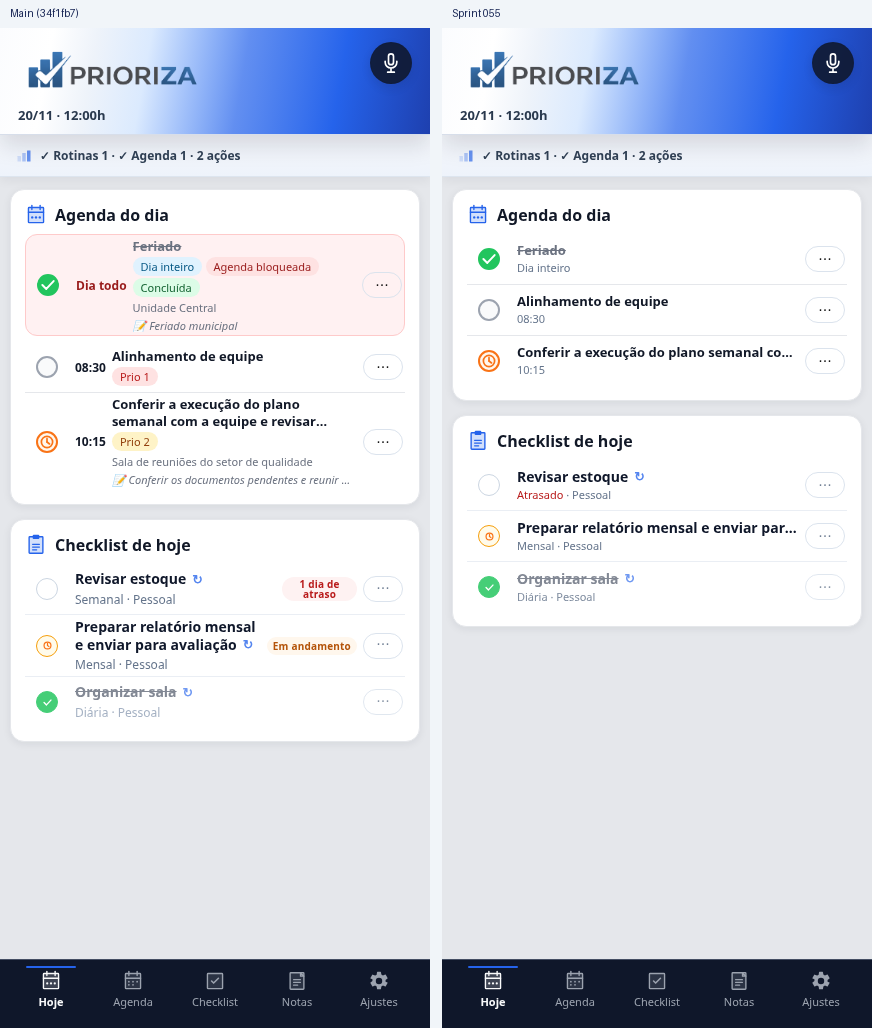 Main (34f1fb7)
PRIORIZA
20/11 · 12:00h
✓ Rotinas 1 · ✓ Agenda 1 · 2 ações
Agenda do dia
Feriado
Dia inteiro
Agenda bloqueada
Dia todo
Concluída
Unidade Central
📝 Feriado municipal
Alinhamento de equipe
08:30
Prio 1
Conferir a execução do plano
semanal com a equipe e revisar...
10:15
Prio 2
Sala de reuniões do setor de qualidade
📝 Conferir os documentos pendentes e reunir ...
Checklist de hoje
Revisar estoque ↻
1 dia de
atraso
Semanal · Pessoal
Preparar relatório mensal
e enviar para avaliação ↻
Em andamento
Mensal · Pessoal
Organizar sala ↻
Diária · Pessoal
Hoje
Agenda
Checklist
Notas
Ajustes
Sprint055
PRIORIZA
20/11 · 12:00h
✓ Rotinas 1 · ✓ Agenda 1 · 2 ações
Agenda do dia
Feriado
Dia inteiro
Alinhamento de equipe
08:30
Conferir a execução do plano semanal co...
10:15
Checklist de hoje
Revisar estoque ↻
Atrasado · Pessoal
Preparar relatório mensal e enviar par...
Mensal · Pessoal
Organizar sala ↻
Diária · Pessoal
Hoje
Agenda
Checklist
Notas
Ajustes